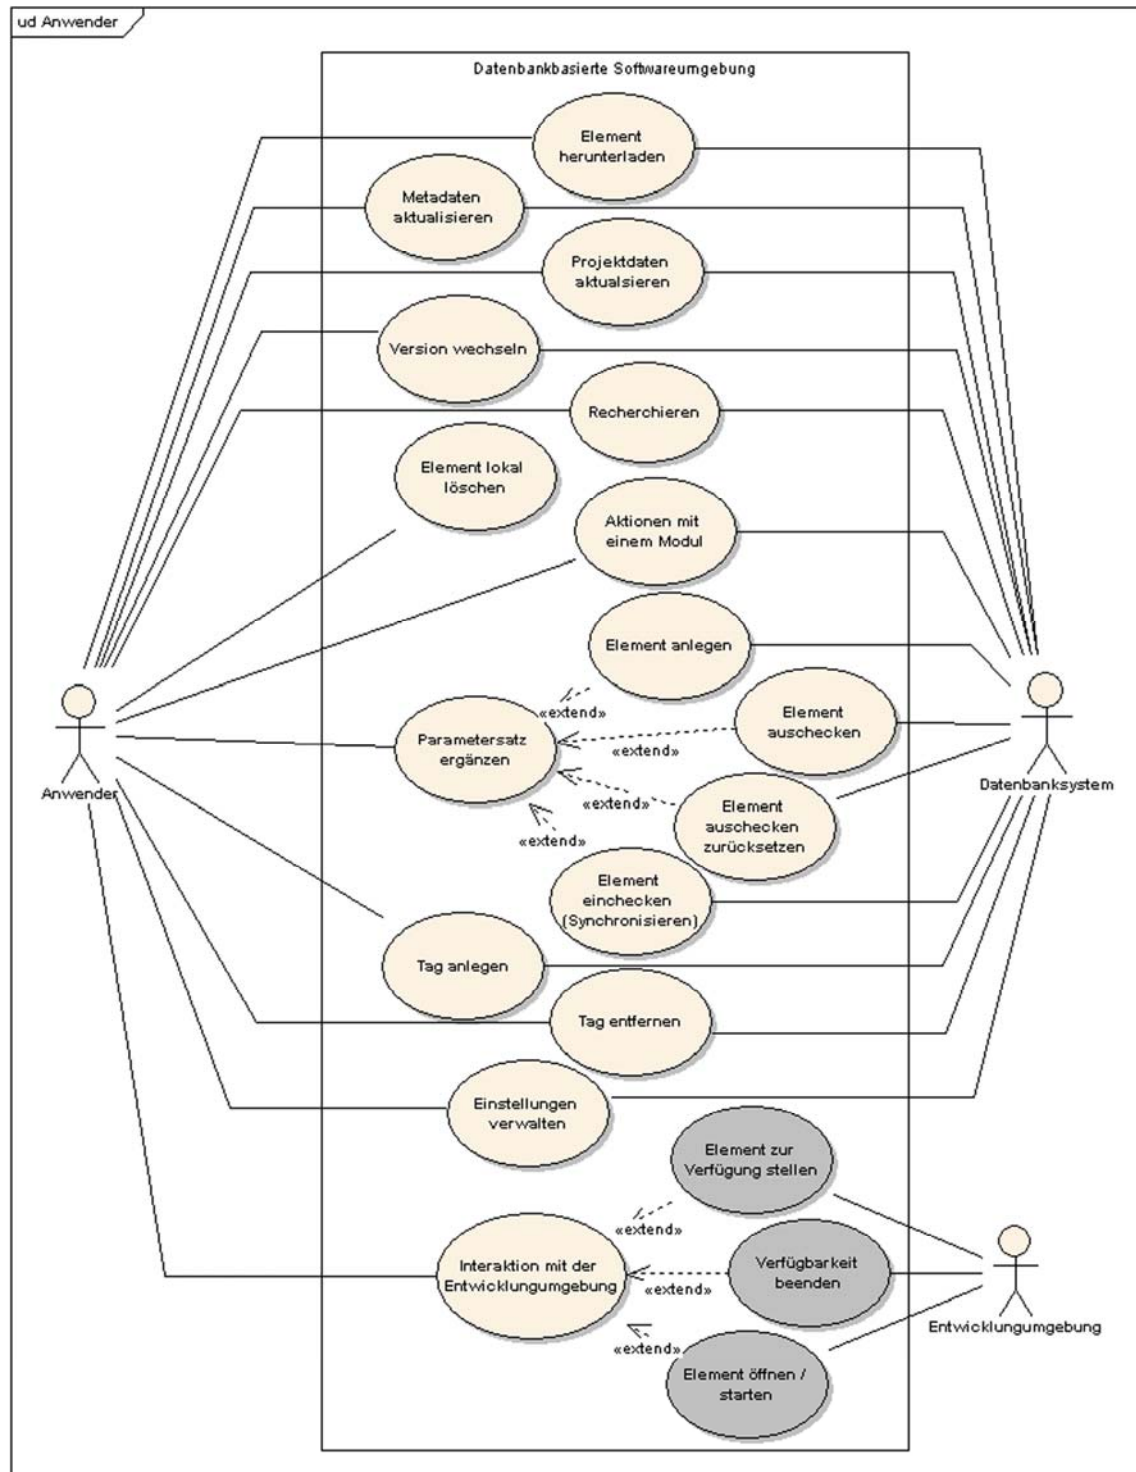 ud Anwender
Datenbankbasierte Softwareumgebung
Element
herunterladen
Metadaten
aktualisieren
Projektdaten
aktualsieren
Version wechseln
Recherchieren
Element lokal
löschen
Aktionen mit
einem Modul
Element anlegen
«extend»
Element
auschecken
Parametersatz
ergänzen
«extend»
Anwender
Datenbanksystem
«extend»
Element
auschecken
zurücksetzen
«extend»
Element
einchecken
(Synchronisieren)
Tag anlegen
Tag entfernen
Einstellungen
verwalten
Element zur
Verfügung stellen
«extend»
Interaktion mit der
Entwicklungumgebung
Verfügbarkeit
beenden
«extend»
Entwicklungumgebung
«extend»
Element öffnen /
starten